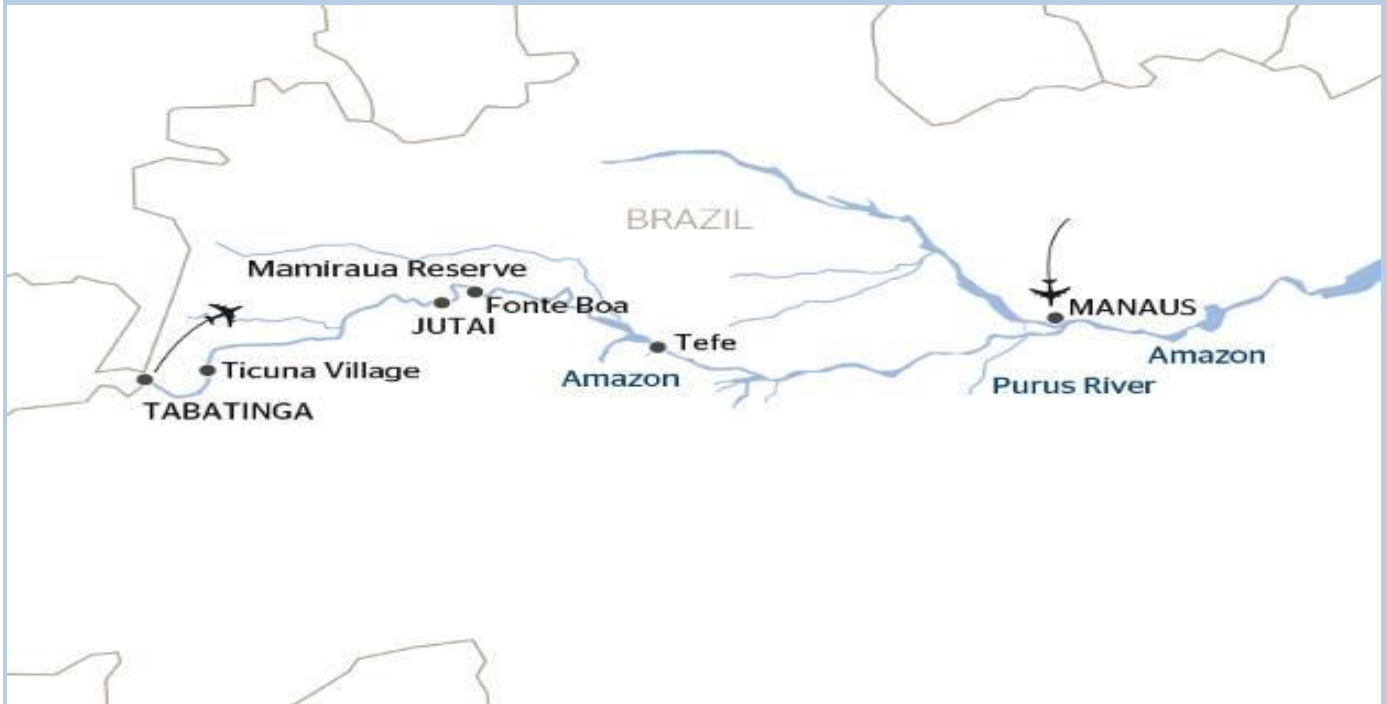 BRAZIL
Mamiraua Reserve
Fonte Boa
MANAUS
JUTAI
Tefe
Amazon
Ticuna Village
Amazon
Purus River
TABATINGA